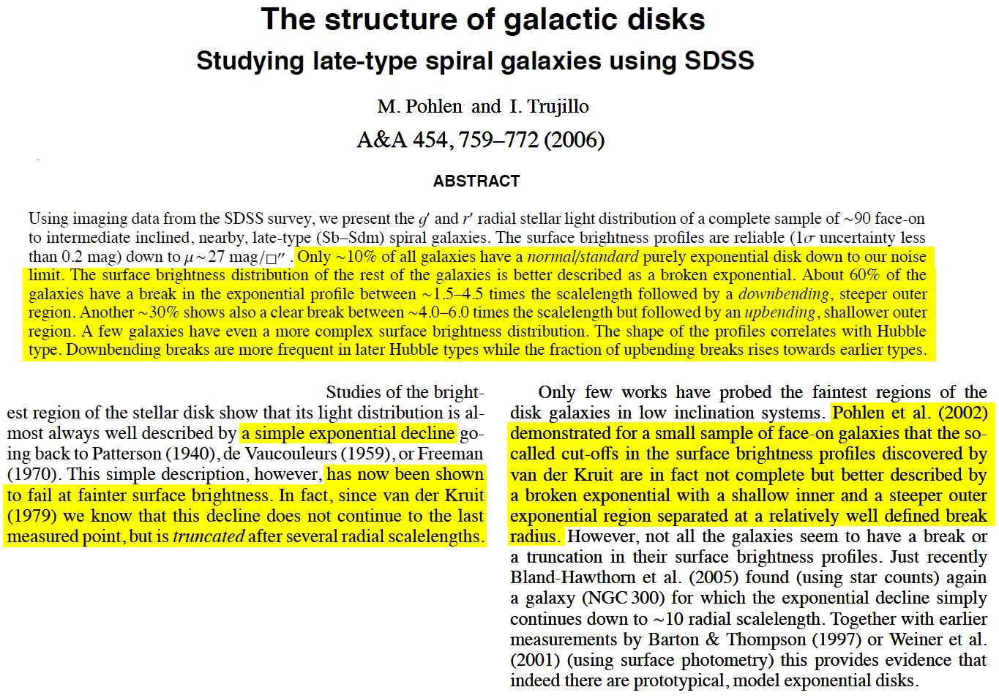 The structure of galactic disks
Studying late-type spiral galaxies using SDSS
M. Pohlen and I. Trujillo
A&A 454, 759–772 (2006)
ABSTRACT
Using imaging data from the SDSS survey, we present the g′ and r′ radial stellar light distribution of a complete sample of ~90 face-on
to intermediate inclined, nearby, late-type (Sb–Sdm) spiral galaxies. The surface brightness profiles are reliable (1σ uncertainty less
than 0.2 mag) down to μ~27 mag/□″ . Only ~10% of all galaxies have a normal/standard purely exponential disk down to our noise
limit. The surface brightness distribution of the rest of the galaxies is better described as a broken exponential. About 60% of the
galaxies have a break in the exponential profile between ~1.5–4.5 times the scalelength followed by a downbending, steeper outer
region. Another ~30% shows also a clear break between ~4.0–6.0 times the scalelength but followed by an upbending, shallower outer
region. A few galaxies have even a more complex surface brightness distribution. The shape of the profiles correlates with Hubble
type. Downbending breaks are more frequent in later Hubble types while the fraction of upbending breaks rises towards earlier types.
Studies of the bright-
est region of the stellar disk show that its light distribution is al-
most always well described by a simple exponential decline go-
ing back to Patterson (1940), de Vaucouleurs (1959), or Freeman
(1970). This simple description, however, has now been shown
to fail at fainter surface brightness. In fact, since van der Kruit
(1979) we know that this decline does not continue to the last
measured point, but is truncated after several radial scalelengths.
Only few works have probed the faintest regions of the
disk galaxies in low inclination systems. Pohlen et al. (2002)
demonstrated for a small sample of face-on galaxies that the so-
called cut-offs in the surface brightness profiles discovered by
van der Kruit are in fact not complete but better described by
a broken exponential with a shallow inner and a steeper outer
exponential region separated at a relatively well defined break
radius. However, not all the galaxies seem to have a break or
a truncation in their surface brightness profiles. Just recently
Bland-Hawthorn et al. (2005) found (using star counts) again
a galaxy (NGC 300) for which the exponential decline simply
continues down to ~10 radial scalelength. Together with earlier
measurements by Barton & Thompson (1997) or Weiner et al.
(2001) (using surface photometry) this provides evidence that
indeed there are prototypical, model exponential disks.